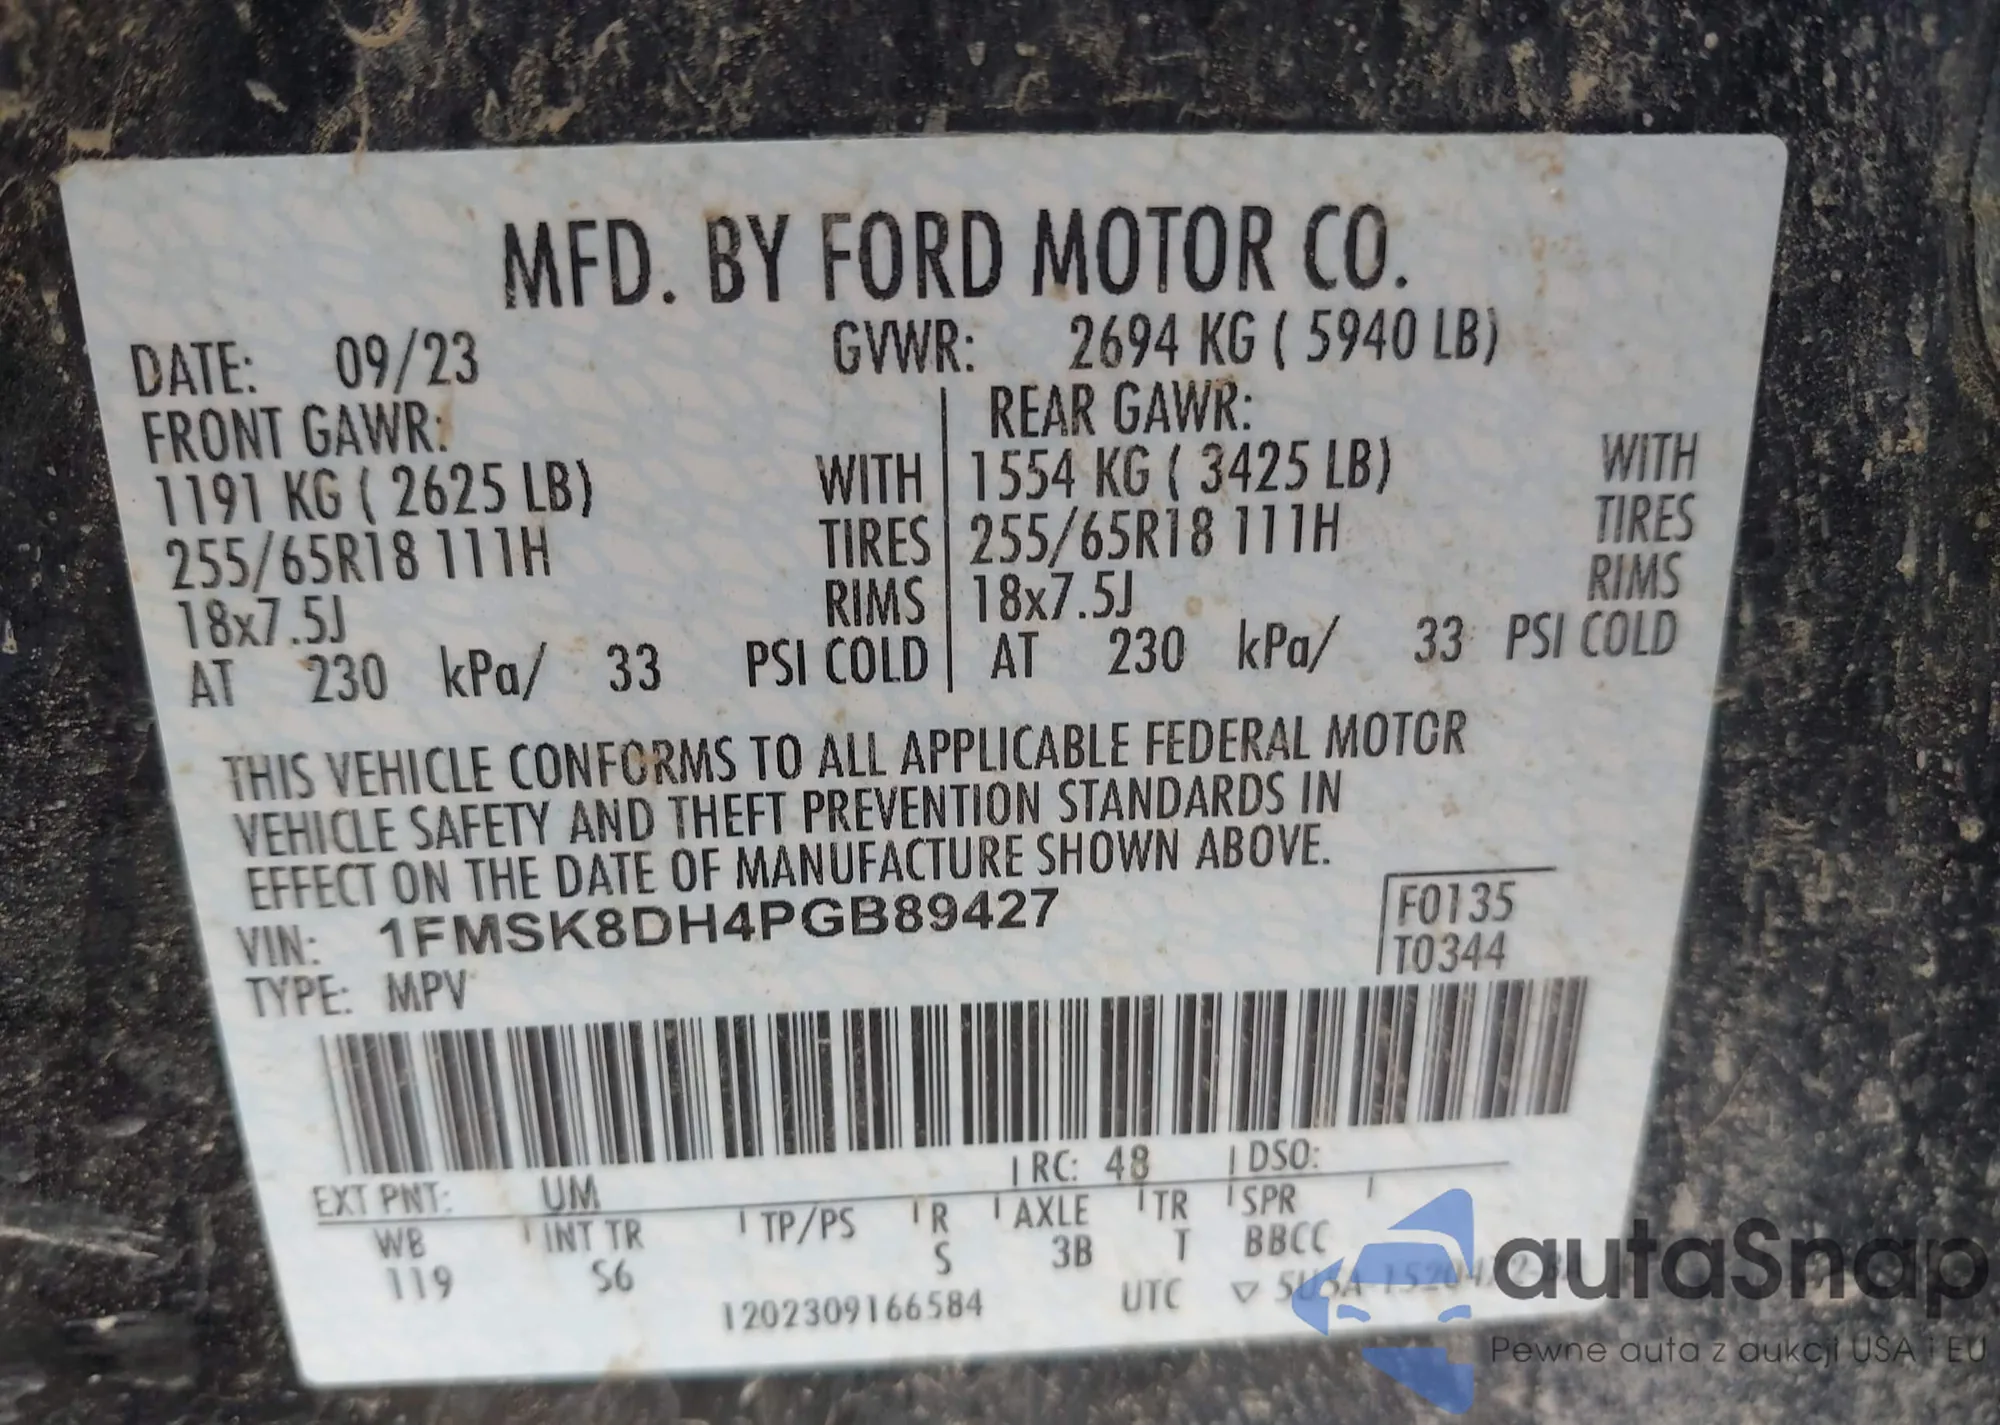 MFD. BY FORD MOTOR CO.
DATE: 09/23 GVWR: 2694 KG ( 5940 LB)
FRONT GAWR: REAR GAWR:
1191 KG ( 2625 LB) WITH 1554 KG ( 3425 LB) WITH
255/65R18 111H TIRES 255/65R18 111H TIRES
18x7.5J RIMS 18x7.5J RIMS
AT 230 kPa/ 33 PSI COLD AT 230 kPa/ 33 PSI COLD
THIS VEHICLE CONFORMS TO ALL APPLICABLE FEDERAL MOTOR
VEHICLE SAFETY AND THEFT PREVENTION STANDARDS IN
EFFECT ON THE DATE OF MANUFACTURE SHOWN ABOVE.
VIN: 1FMSK8DH4PGB89427
F0135
TYPE: MPV
T0344
EXT PNT: UM RC: 48 DSO:
WB INT TR TP/PS R AXLE TR SPR
119 S6 S 3B T BBCC
1202309166584 UTC ▽ 5U5A
autaSnap
Pewne auta z aukcji USA i EU